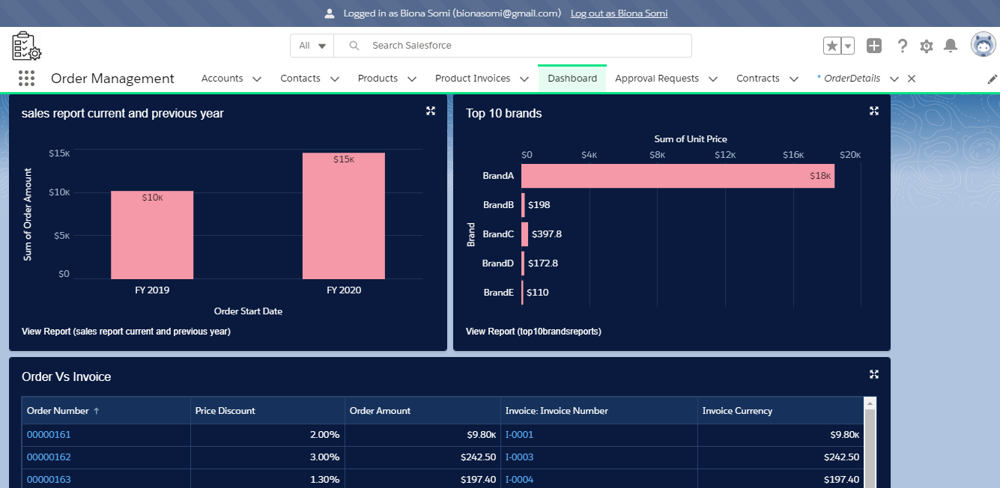 Logged in as Biona Somi (bionasomi@gmail.com) Log out as Biona Somi
All Search Salesforce
Order Management Accounts Contacts Products Product Invoices Dashboard Approval Requests Contracts * OrderDetails
sales report current and previous year
Sum of Order Amount
$15K
$10K
$5K
$0
$10K
$15K
FY 2019 FY 2020
Order Start Date
View Report (sales report current and previous year)
Top 10 brands
Sum of Unit Price
$0 $4K $8K $12K $16K $20K
Brand
BrandA $18K
BrandB $198
BrandC $397.8
BrandD $172.8
BrandE $110
View Report (top10brandsreports)
Order Vs Invoice
Order Number ↑ Price Discount Order Amount Invoice: Invoice Number Invoice Currency
00000161 2.00% $9.80K I-0001 $9.80K
00000162 3.00% $242.50 I-0003 $242.50
00000163 1.30% $197.40 I-0004 $197.40